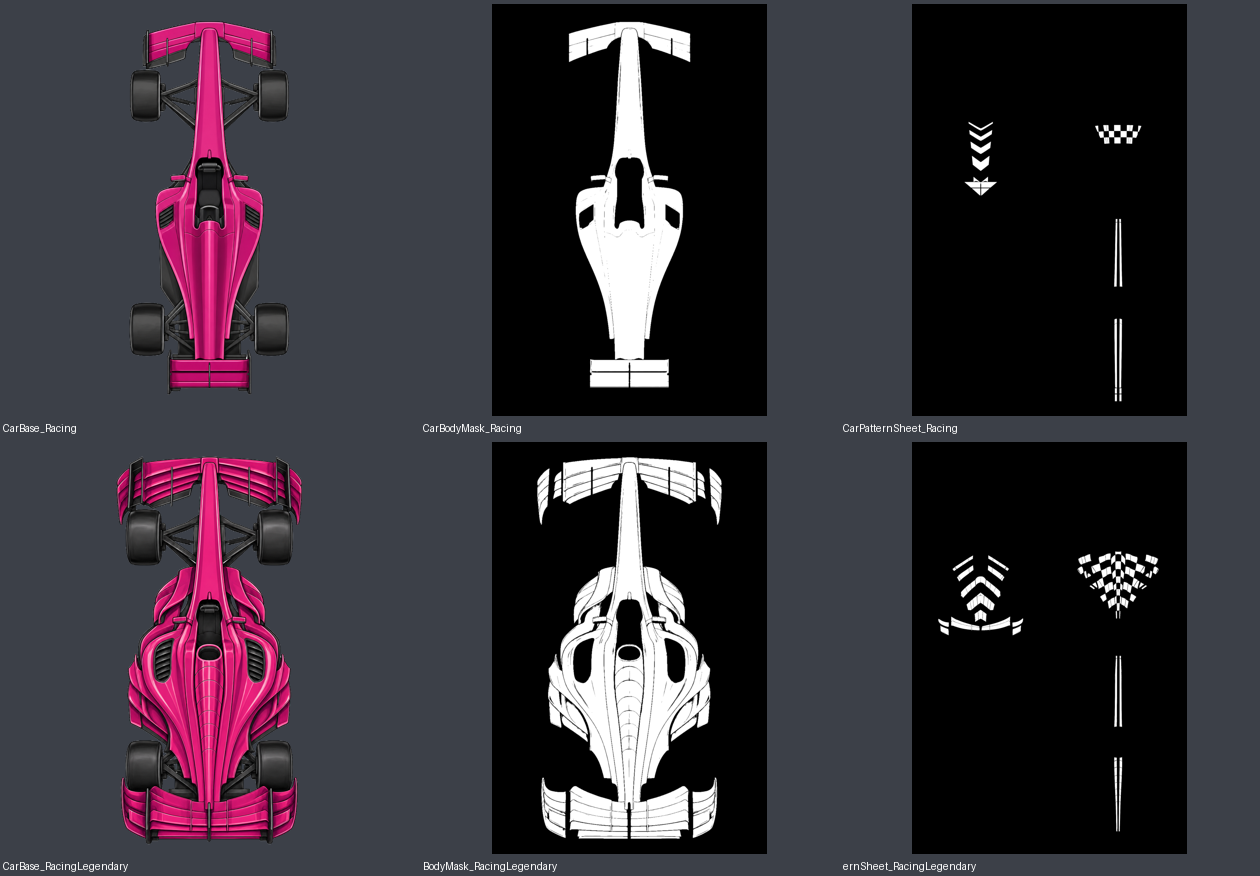 CarBase_Racing
CarBodyMask_Racing
CarPatternSheet_Racing
CarBase_RacingLegendary
BodyMask_RacingLegendary
ernSheet_RacingLegendary